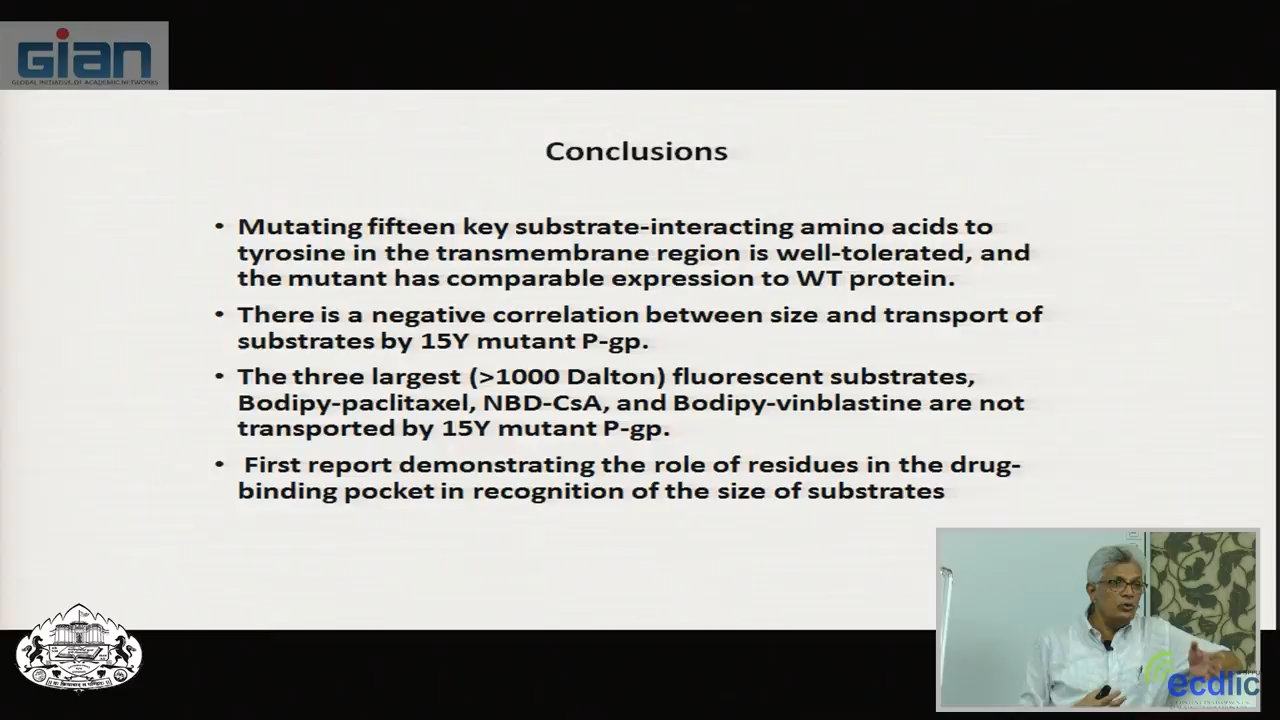 GIAN
GLOBAL INITIATIVE OF ACADEMIC NETWORKS
Conclusions
• Mutating fifteen key substrate-interacting amino acids to
tyrosine in the transmembrane region is well-tolerated, and
the mutant has comparable expression to WT protein.
• There is a negative correlation between size and transport of
substrates by 15Y mutant P-gp.
• The three largest (>1000 Dalton) fluorescent substrates,
Bodipy-paclitaxel, NBD-CsA, and Bodipy-vinblastine are not
transported by 15Y mutant P-gp.
• First report demonstrating the role of residues in the drug-
binding pocket in recognition of the size of substrates
ecdlic